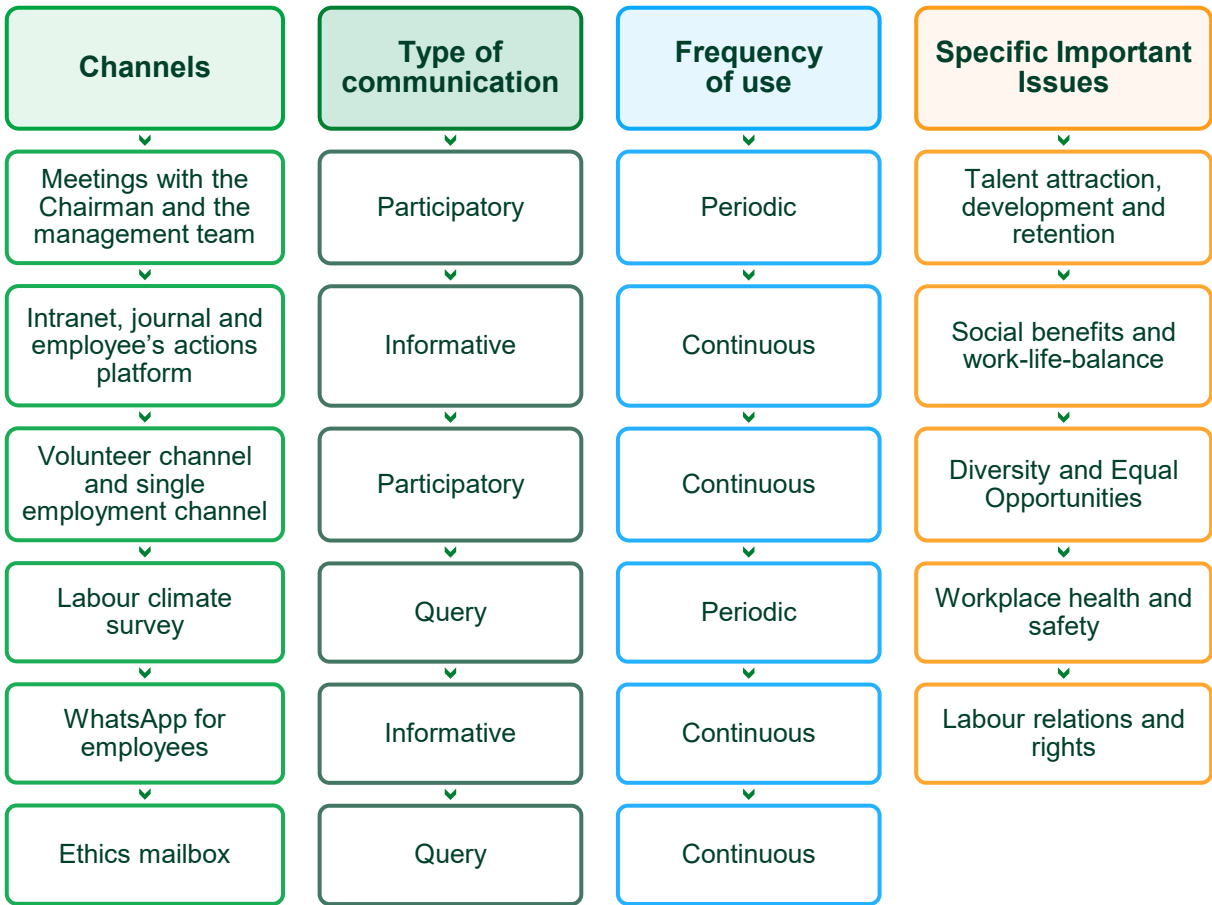 Channels
Type of
communication
Frequency
of use
Specific Important
Issues
Meetings with the
Chairman and the
management team
Participatory
Periodic
Talent attraction,
development and
retention
Intranet, journal and
employee’s actions
platform
Informative
Continuous
Social benefits and
work-life-balance
Volunteer channel
and single
employment channel
Participatory
Continuous
Diversity and Equal
Opportunities
Labour climate
survey
Query
Periodic
Workplace health and
safety
WhatsApp for
employees
Informative
Continuous
Labour relations and
rights
Ethics mailbox
Query
Continuous